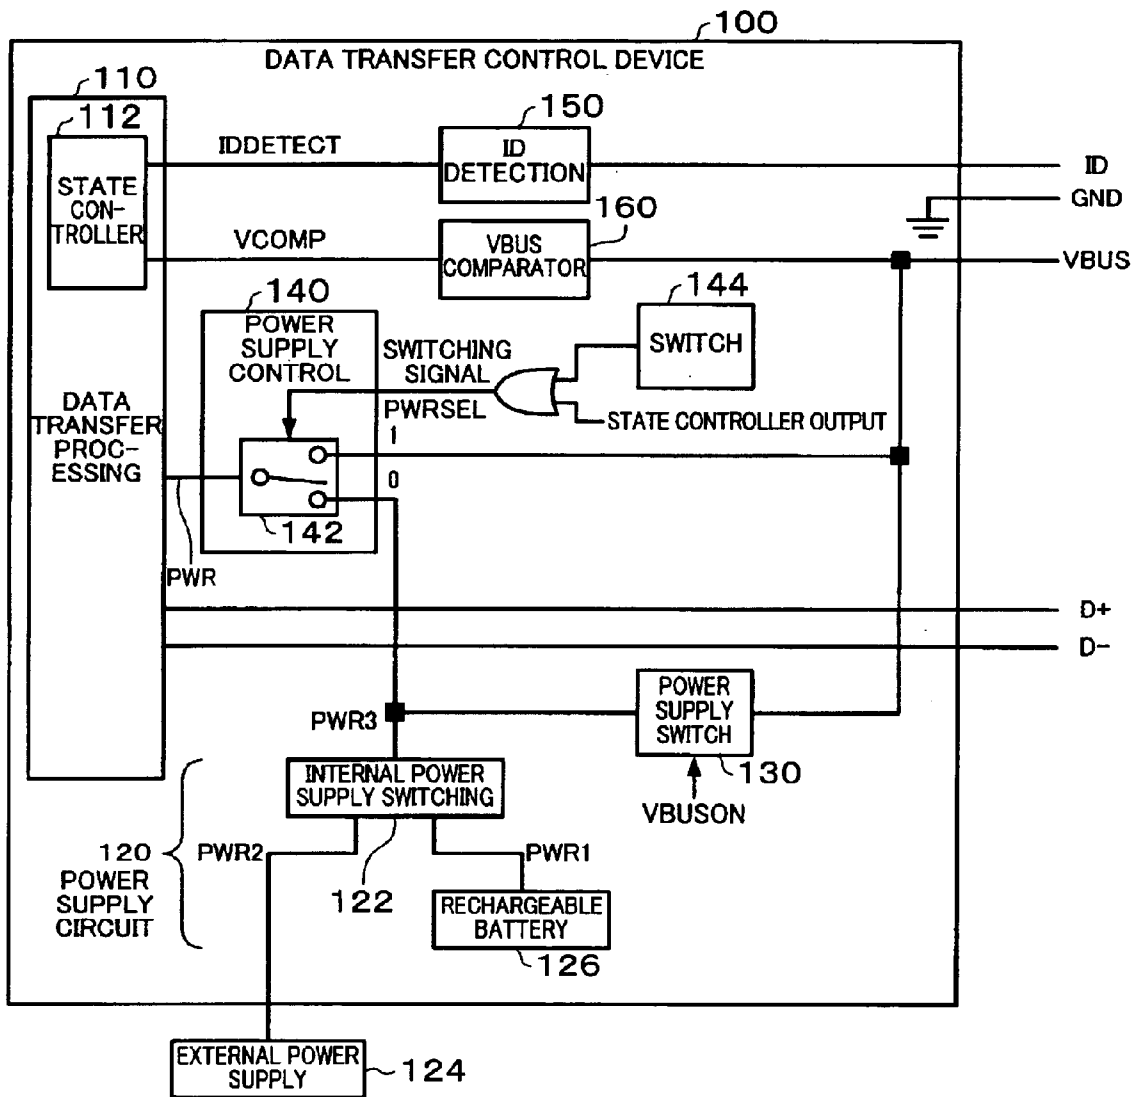 100
DATA TRANSFER CONTROL DEVICE
110
112
STATE
CON-
TROLLER
IDDETECT
150
ID
DETECTION
ID
GND
VCOMP
160
VBUS
COMPARATOR
VBUS
140
POWER
SUPPLY
CONTROL
SWITCHING
SIGNAL
PWRSEL
144
SWITCH
STATE CONTROLLER OUTPUT
DATA
TRANSFER
PROC-
ESSING
1
0
142
PWR
D+
D-
PWR3
POWER
SUPPLY
SWITCH
130
VBUSON
INTERNAL POWER
SUPPLY SWITCHING
122
120
POWER
SUPPLY
CIRCUIT
PWR2
PWR1
RECHARGEABLE
BATTERY
126
EXTERNAL POWER
SUPPLY
124